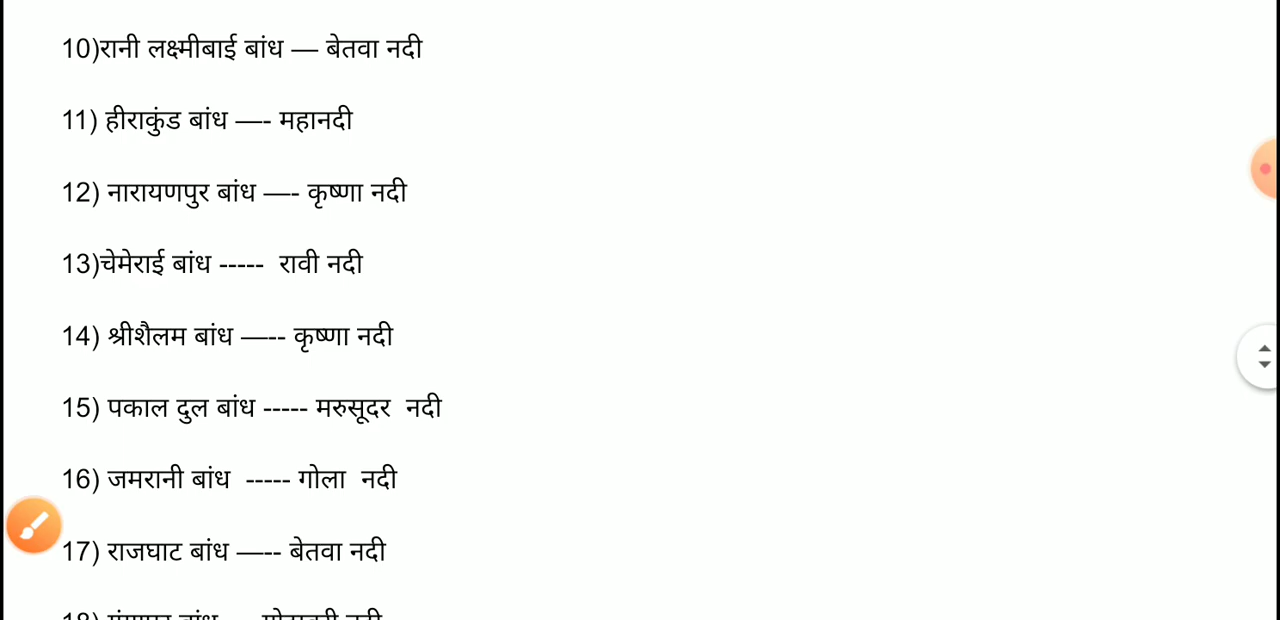 10)रानी लक्ष्मीबाई बांध — बेतवा नदी
11) हीराकुंड बांध —- महानदी
12) नारायणपुर बांध —- कृष्णा नदी
13)चेमेराई बांध -----  रावी नदी
14) श्रीशैलम बांध —-- कृष्णा नदी
15) पकाल दुल बांध ----- मरुसूदर  नदी
16) जमरानी बांध  ----- गोला  नदी
17) राजघाट बांध —-- बेतवा नदी